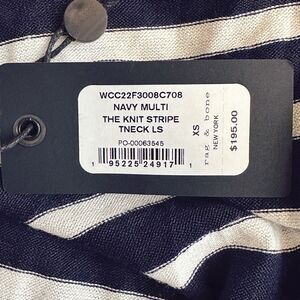 WCC22F3008C708
NAVY MULTI
THE KNIT STRIPE
TNECK LS
PO-00063545
1 95225 24917 1
XS
rag & bone
NEW YORK
$195.00